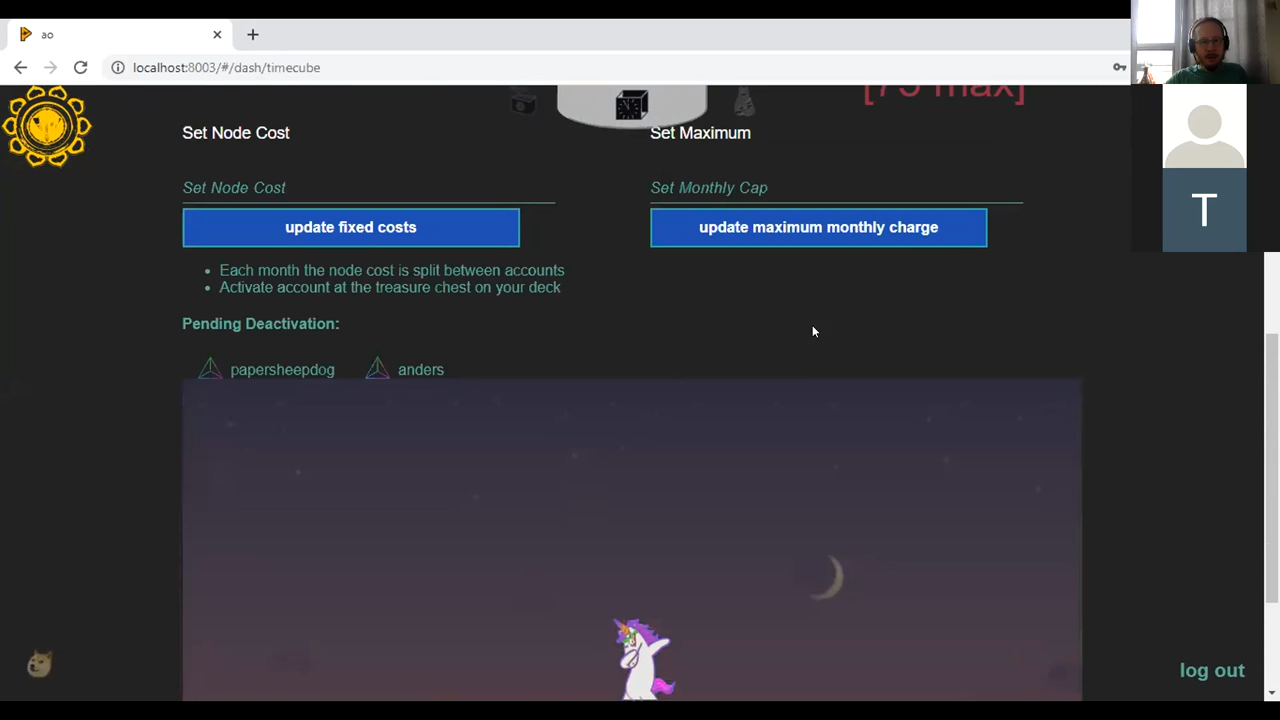 ao
localhost:8003/#/dash/timecube
[75 max]
Set Node Cost
Set Maximum
Set Node Cost
Set Monthly Cap
update fixed costs
update maximum monthly charge
Each month the node cost is split between accounts
Activate account at the treasure chest on your deck
Pending Deactivation:
papersheepdog
anders
T
log out